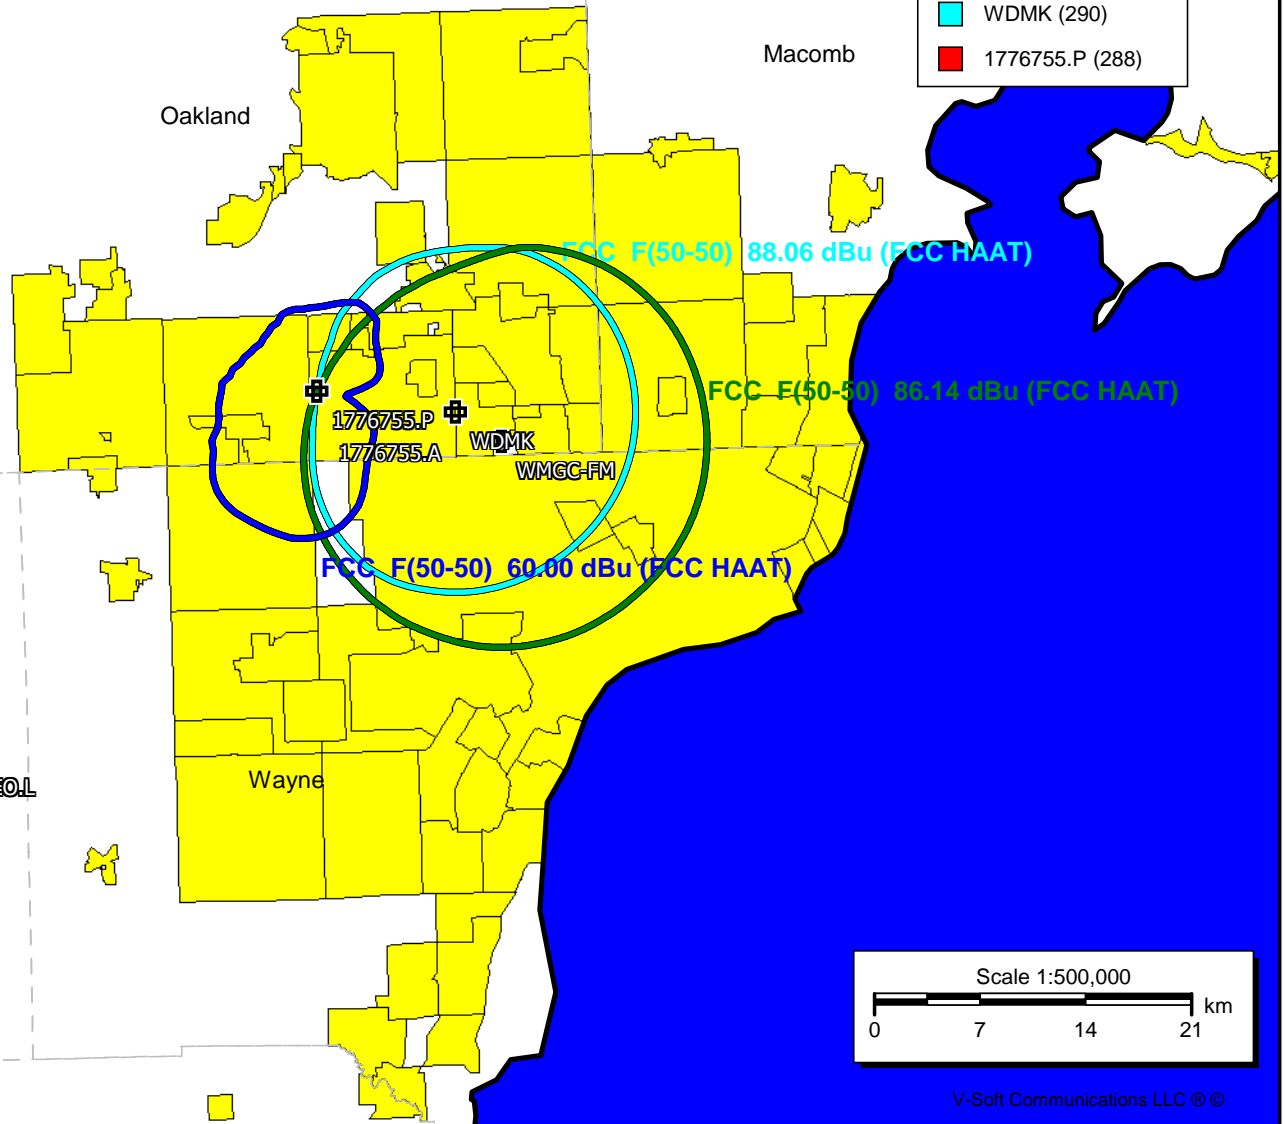 WDMK (290)
1776755.P (288)
Macomb
Oakland
FCC F(50-50) 88.06 dBu (FCC HAAT)
FCC F(50-50) 86.14 dBu (FCC HAAT)
1776755.P
WDMK
1776755.A
WMGC-FM
FCC F(50-50) 60.00 dBu (FCC HAAT)
Wayne
Scale 1:500,000
km
0 7 14 21
V-Soft Communications LLC ® ©